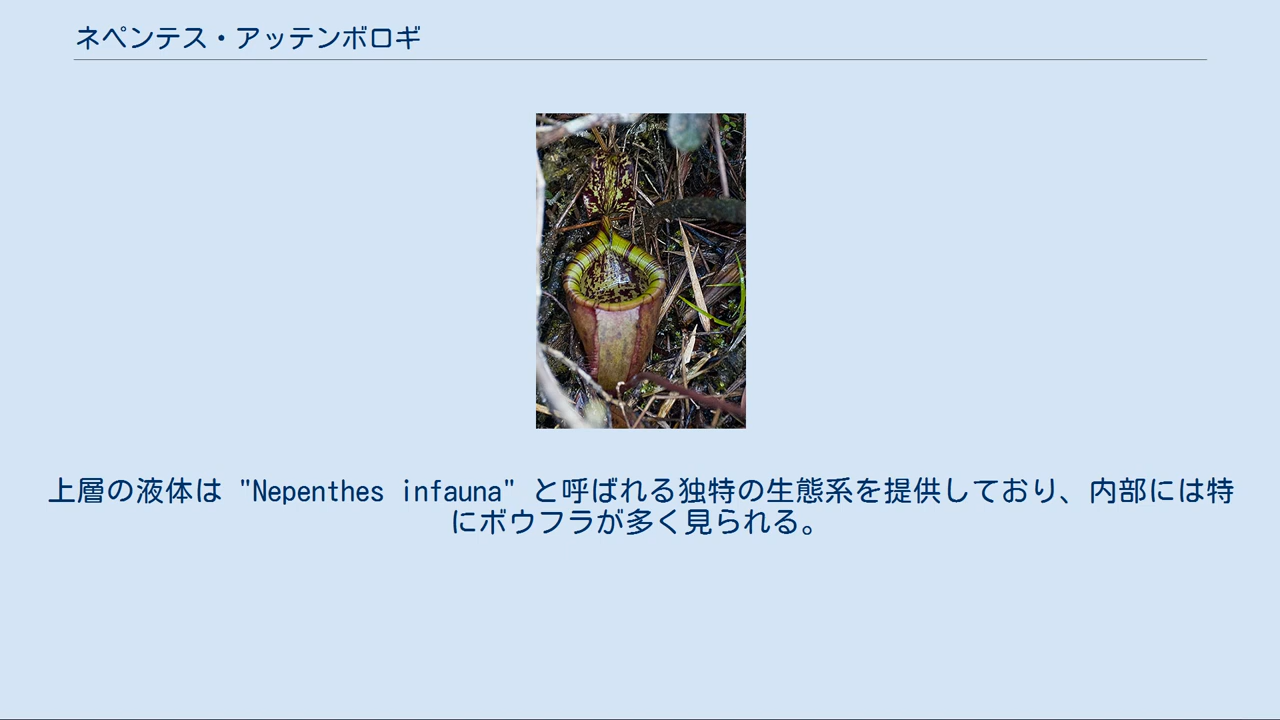 ネペンテス・アッテンボロギ
上層の液体は "Nepenthes infauna" と呼ばれる独特の生態系を提供しており、内部には特
にボウフラが多く見られる。